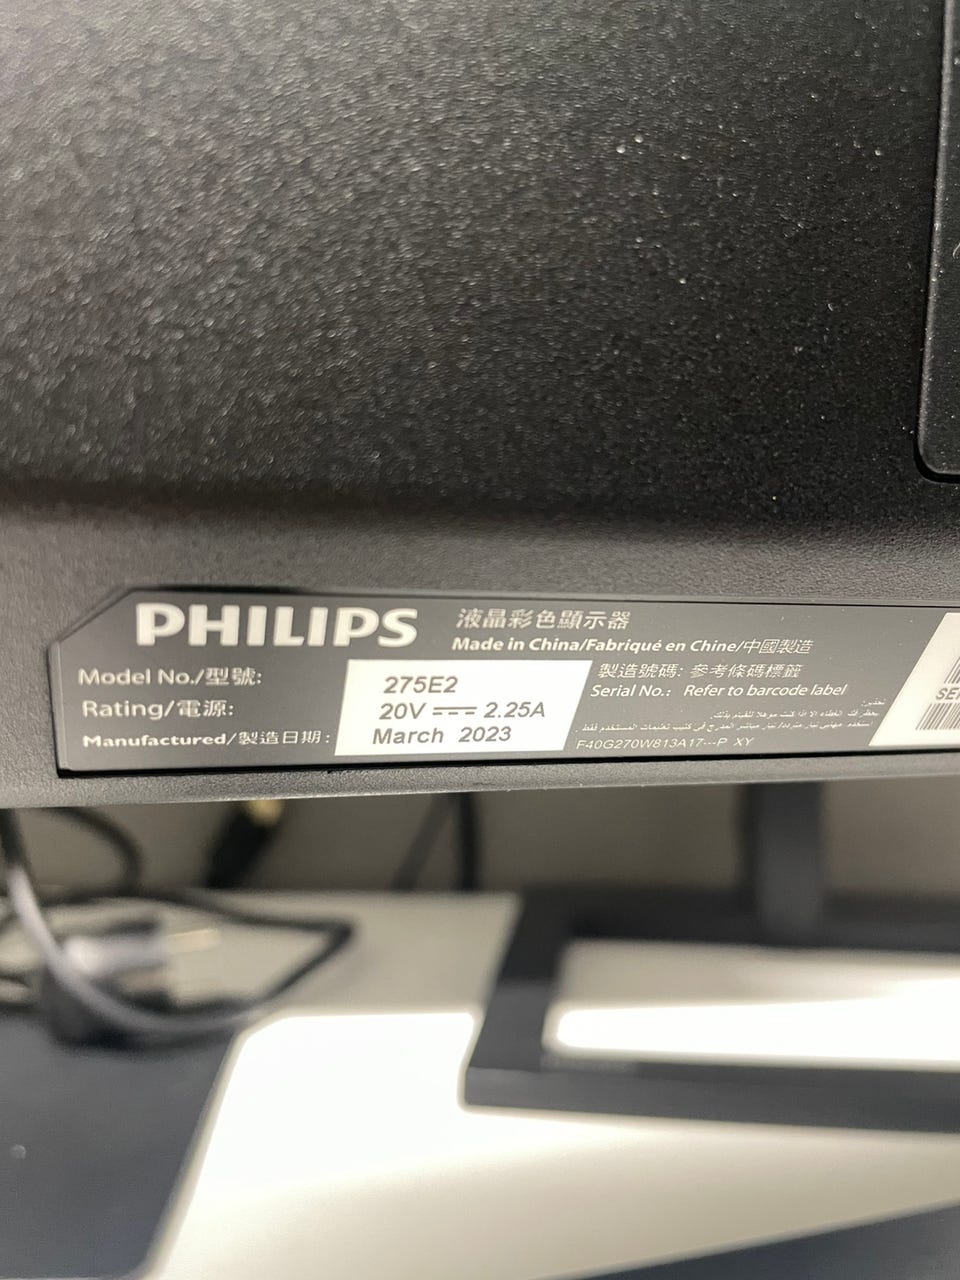 PHILIPS
液晶彩色顯示器
Made in China/Fabriqué en Chine/中國製造
Model No./型號: 275E2
Rating/電源: 20V ⎓ 2.25A
Manufactured/製造日期: March 2023
製造號碼: 參考條碼標籤
Serial No.: Refer to barcode label
تحذير:
F40G270W813A17---P XY